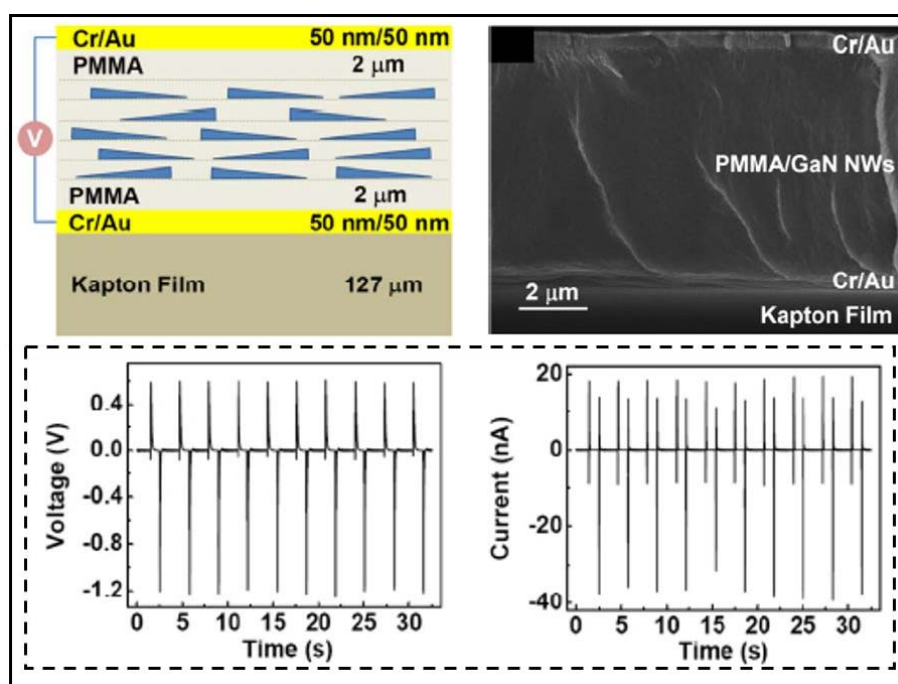 Cr/Au 50 nm/50 nm
PMMA 2 μm
V
PMMA 2 μm
Cr/Au 50 nm/50 nm
Kapton Film 127 μm
Cr/Au
PMMA/GaN NWs
Cr/Au
2 μm
Kapton Film
Voltage (V)
0.4
0.0
-0.4
-0.8
-1.2
0 5 10 15 20 25 30
Time (s)
Current (nA)
20
0
-20
-40
0 5 10 15 20 25 30
Time (s)